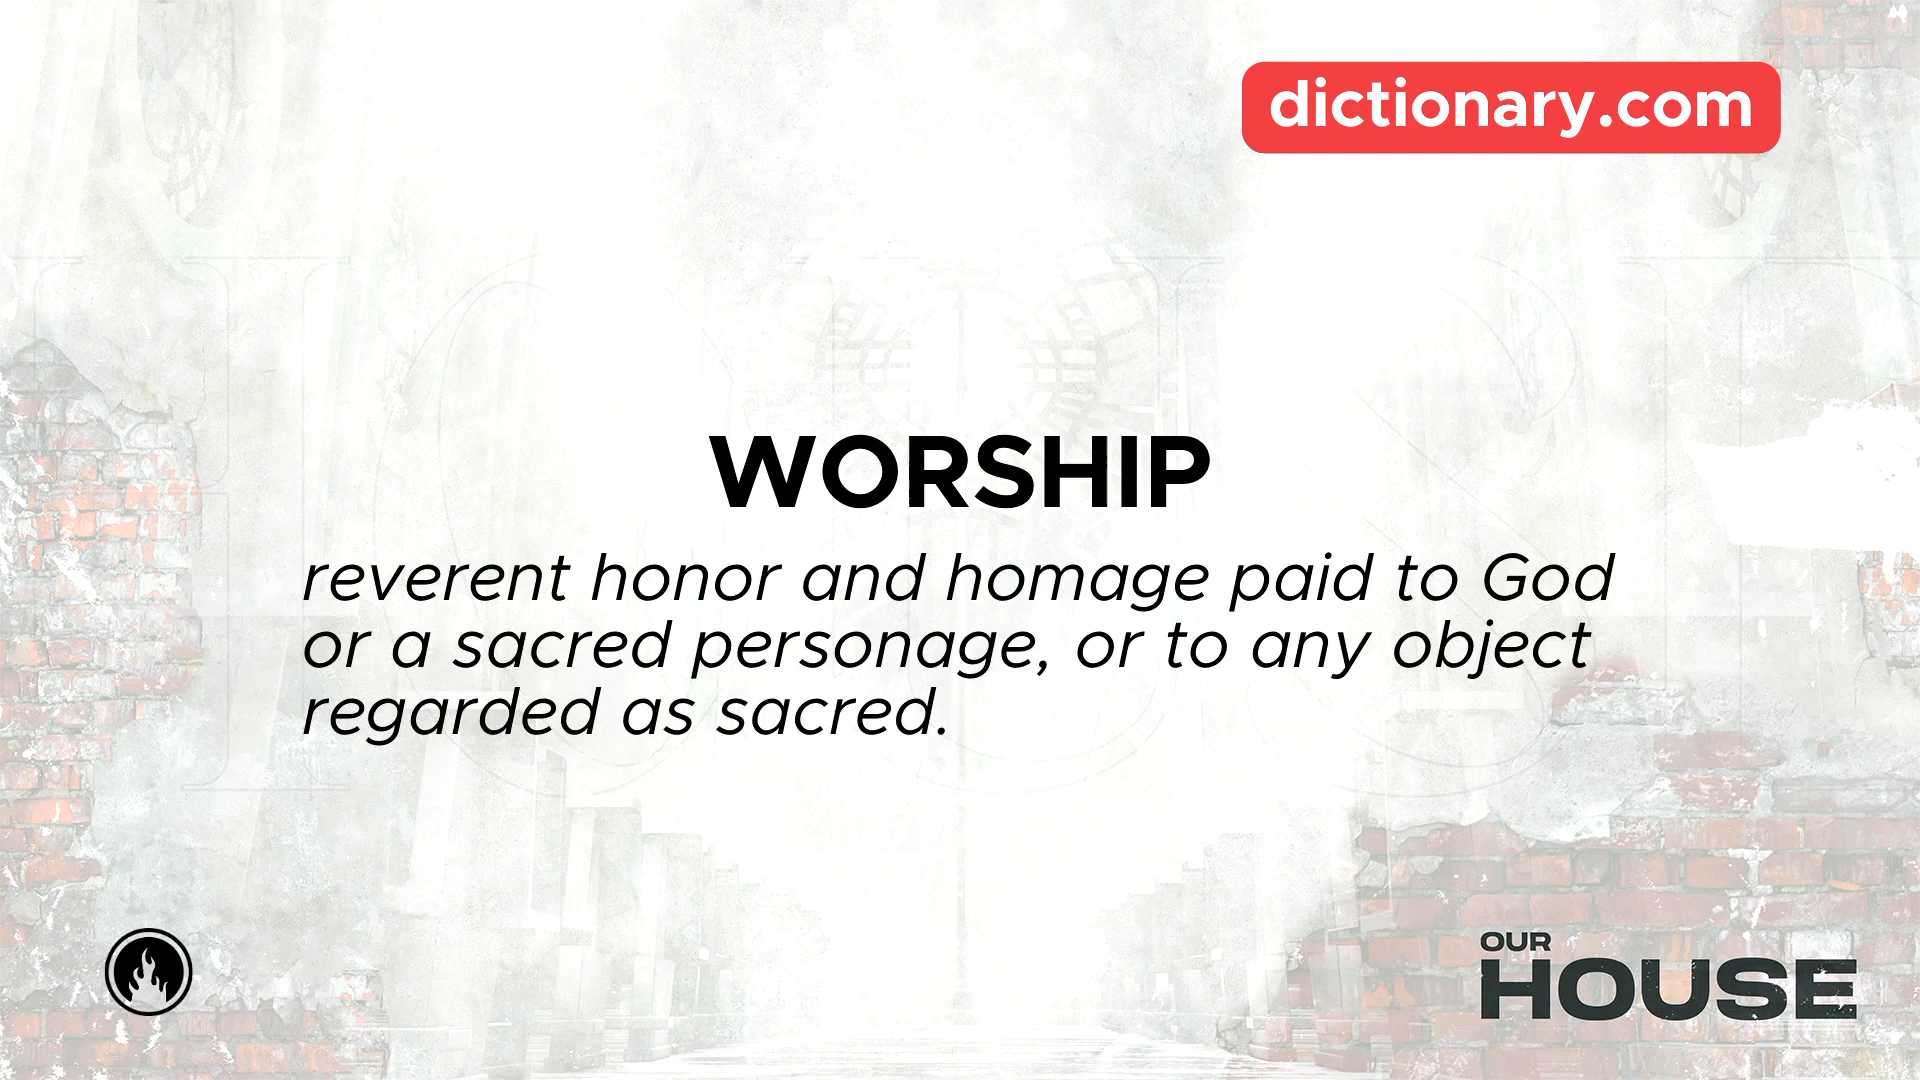 dictionary.com
WORSHIP
reverent honor and homage paid to God
or a sacred personage, or to any object
regarded as sacred.
OUR
HOUSE